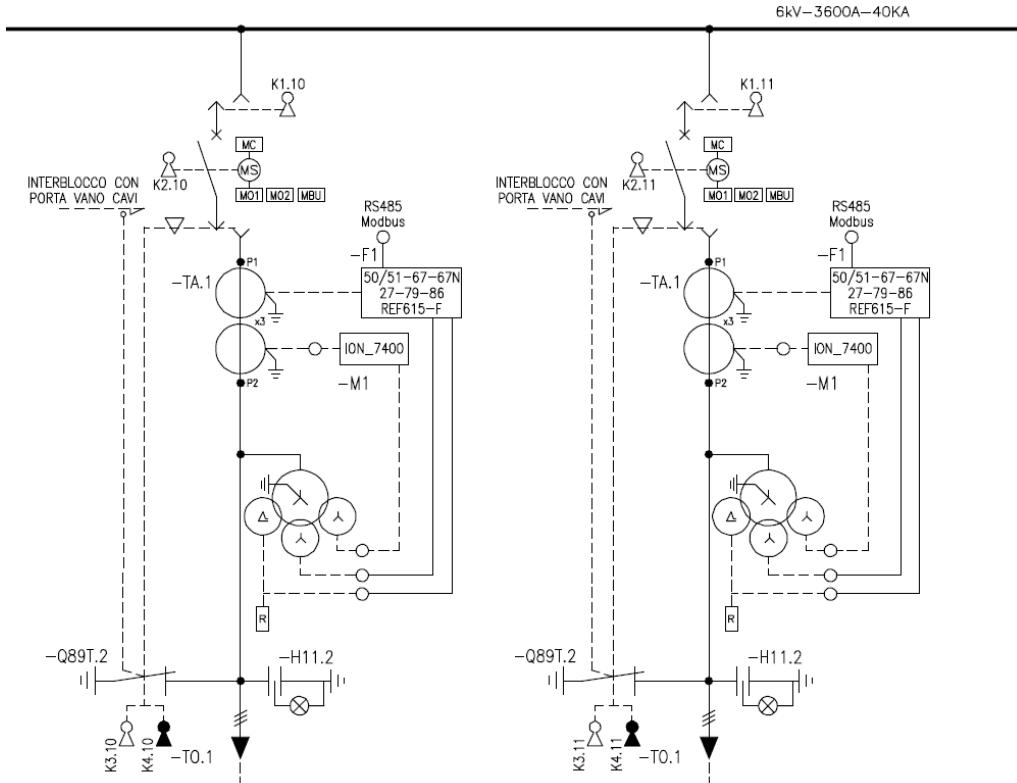 6kV-3600A-40KA
K1.10
MC
MS
K2.10
MO1 MO2 MBU
INTERBLOCCO CON
PORTA VANO CAVI
RS485
Modbus
-F1
P1
-TA.1
50/51-67-67N
27-79-86
REF615-F
x3
ION_7400
-M1
P2
R
-Q89T.2
-H11.2
K3.10
K4.10
-TO.1
K1.11
MC
MS
K2.11
MO1 MO2 MBU
INTERBLOCCO CON
PORTA VANO CAVI
RS485
Modbus
-F1
P1
-TA.1
50/51-67-67N
27-79-86
REF615-F
x3
ION_7400
-M1
P2
R
-Q89T.2
-H11.2
K3.11
K4.11
-TO.1